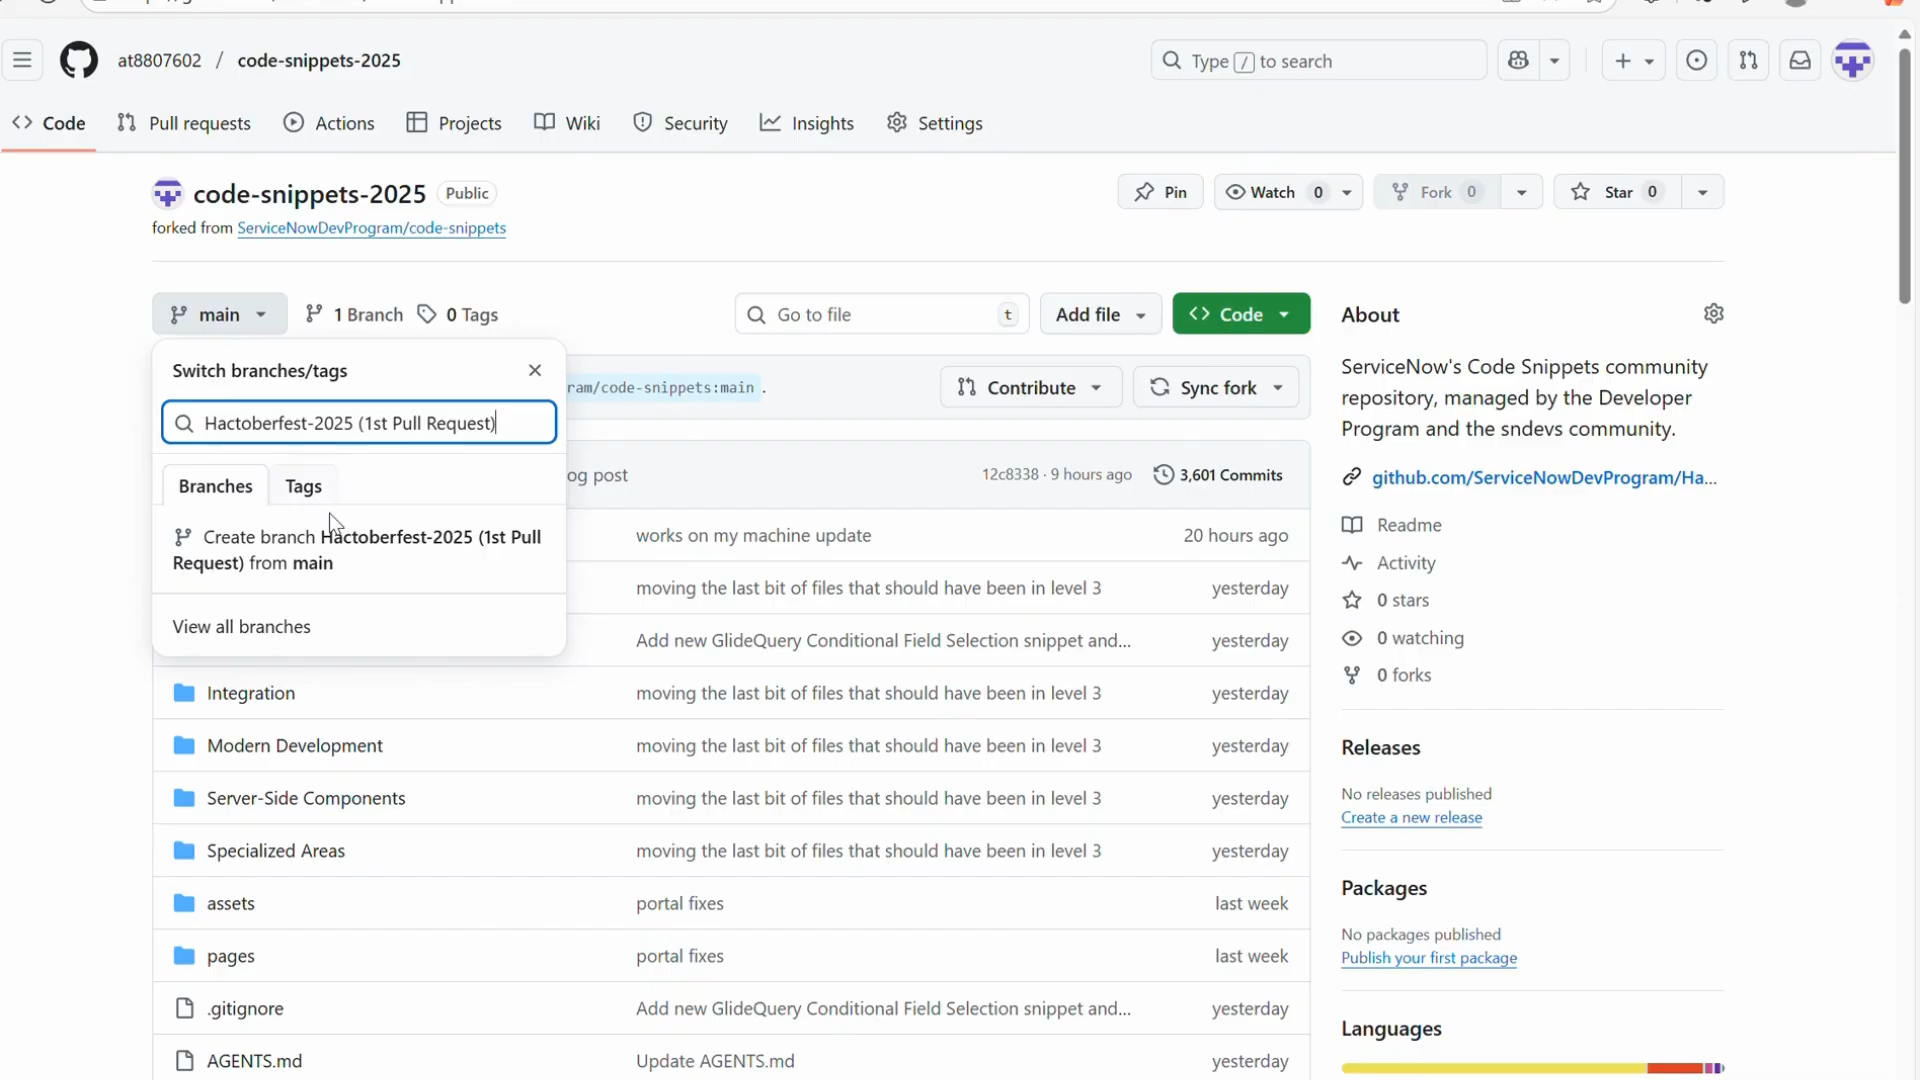 at8807602 / code-snippets-2025
Type / to search
Code
Pull requests
Actions
Projects
Wiki
Security
Insights
Settings
code-snippets-2025 Public
Pin
Watch 0
Fork 0
Star 0
forked from ServiceNowDevProgram/code-snippets
main
1 Branch
0 Tags
Go to file t
Add file
Code
Switch branches/tags
Hactoberfest-2025 (1st Pull Request)
Branches
Tags
Create branch Hactoberfest-2025 (1st Pull
Request) from main
View all branches
ram/code-snippets:main .
Contribute
Sync fork
og post
12c8338 · 9 hours ago
3,601 Commits
works on my machine update 20 hours ago
moving the last bit of files that should have been in level 3 yesterday
Add new GlideQuery Conditional Field Selection snippet and... yesterday
Integration moving the last bit of files that should have been in level 3 yesterday
Modern Development moving the last bit of files that should have been in level 3 yesterday
Server-Side Components moving the last bit of files that should have been in level 3 yesterday
Specialized Areas moving the last bit of files that should have been in level 3 yesterday
assets portal fixes last week
pages portal fixes last week
.gitignore Add new GlideQuery Conditional Field Selection snippet and... yesterday
AGENTS.md Update AGENTS.md yesterday
About
ServiceNow's Code Snippets community
repository, managed by the Developer
Program and the sndevs community.
github.com/ServiceNowDevProgram/Ha...
Readme
Activity
0 stars
0 watching
0 forks
Releases
No releases published
Create a new release
Packages
No packages published
Publish your first package
Languages